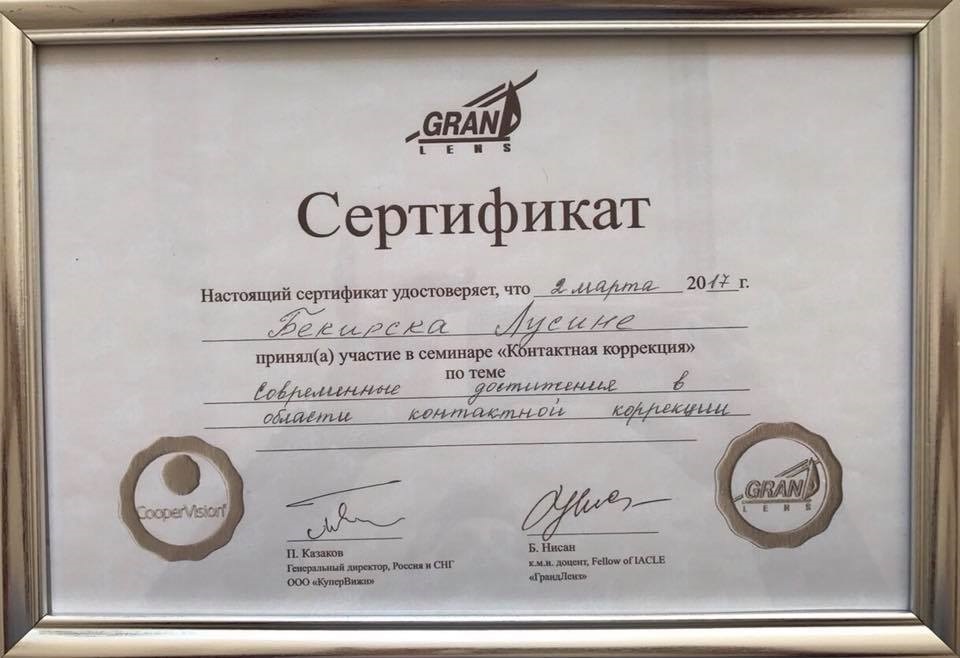 GRAND
LENS
Сертификат
Настоящий сертификат удостоверяет, что 2 марта 2017 г.
Бекирска Лусине
принял(а) участие в семинаре «Контактная коррекция»
по теме
Современные достижения в
области контактной коррекции
CooperVision
GRAND
LENS
П. Казаков
Генеральный директор, Россия и СНГ
ООО «КуперВижн»
Б. Нисан
к.м.н. доцент, Fellow of IACLE
«ГрандЛенз»